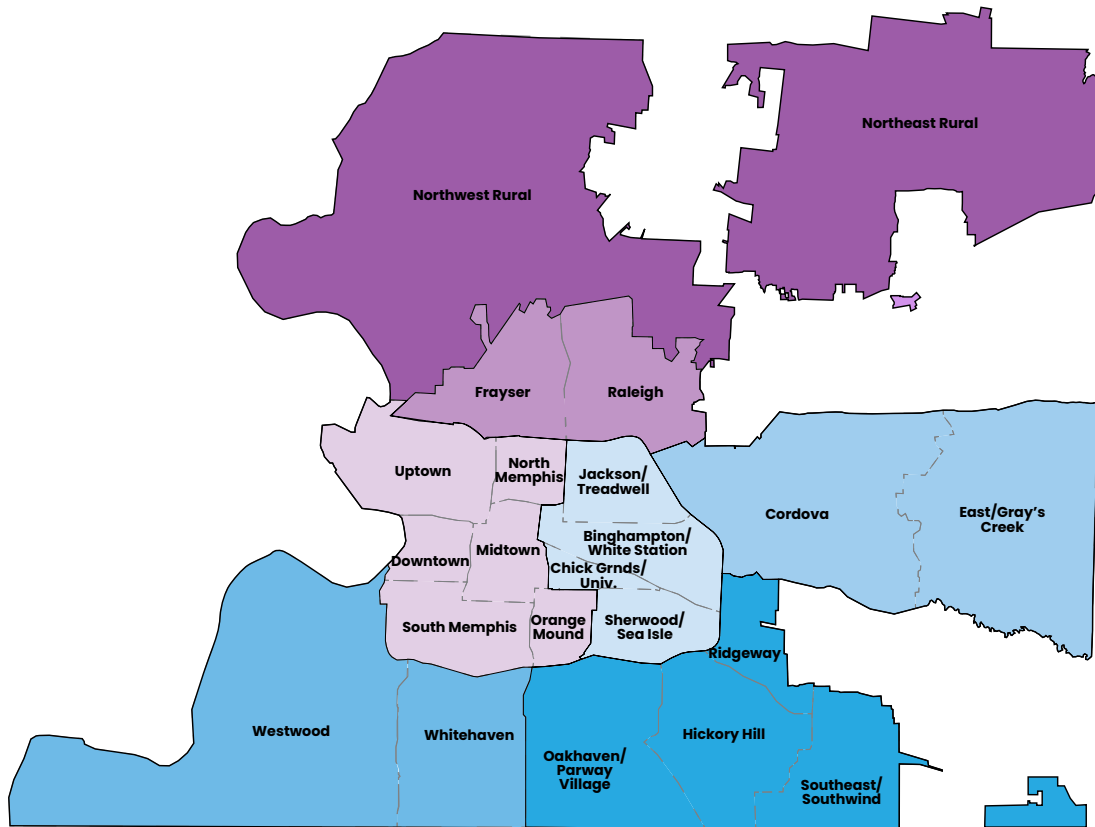 Northeast Rural
Northwest Rural
Frayser
Raleigh
Uptown
North
Memphis
Jackson/
Treadwell
Cordova
East/Gray's
Creek
Midtown
Binghampton/
White Station
Downtown
Chick Grnds/
Univ.
South Memphis
Orange
Mound
Sherwood/
Sea Isle
Ridgeway
Westwood
Whitehaven
Hickory Hill
Oakhaven/
Parway
Village
Southeast/
Southwind